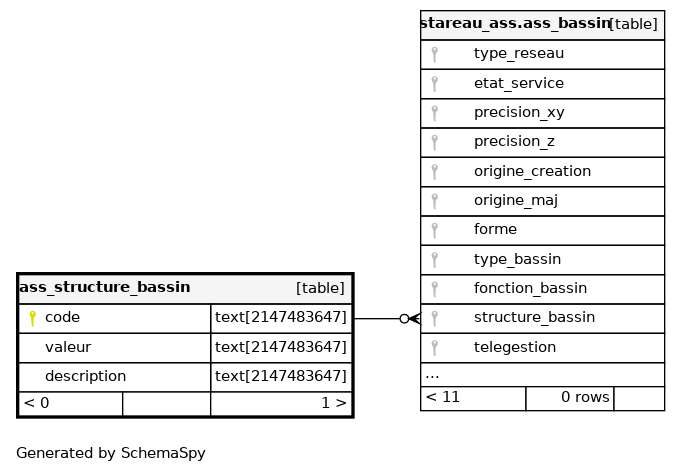 stareau_ass.ass_bassin [table]
type_reseau
etat_service
precision_xy
precision_z
origine_creation
origine_maj
forme
type_bassin
fonction_bassin
structure_bassin
telegestion
...
< 11 0 rows
ass_structure_bassin [table]
code text[2147483647]
valeur text[2147483647]
description text[2147483647]
< 0 1 >
Generated by SchemaSpy